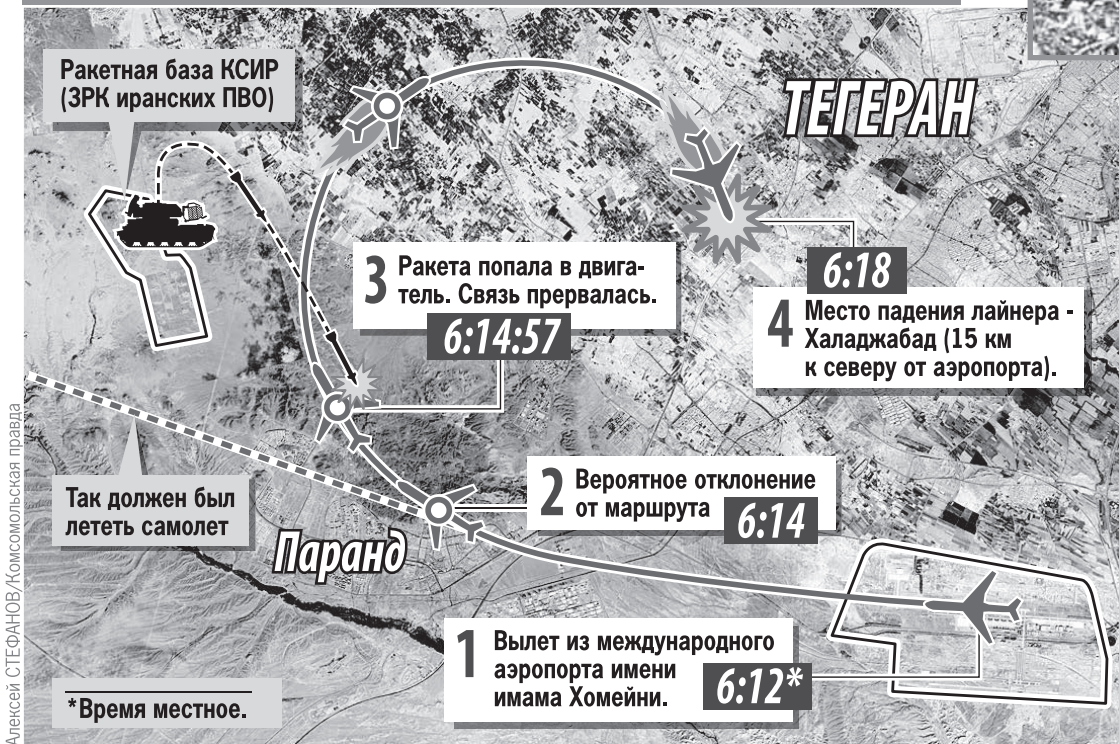 Ракетная база КСИР
(ЗРК иранских ПВО)
ТЕГЕРАН
3 Ракета попала в двига-
тель. Связь прервалась.
6:14:57
6:18
4 Место падения лайнера -
Халаджабад (15 км
к северу от аэропорта).
Так должен был
лететь самолет
2 Вероятное отклонение
от маршрута 6:14
Паранд
1 Вылет из международного
аэропорта имени
имама Хомейни. 6:12*
*Время местное.
Алексей СТЕФАНОВ/Комсомольская правда